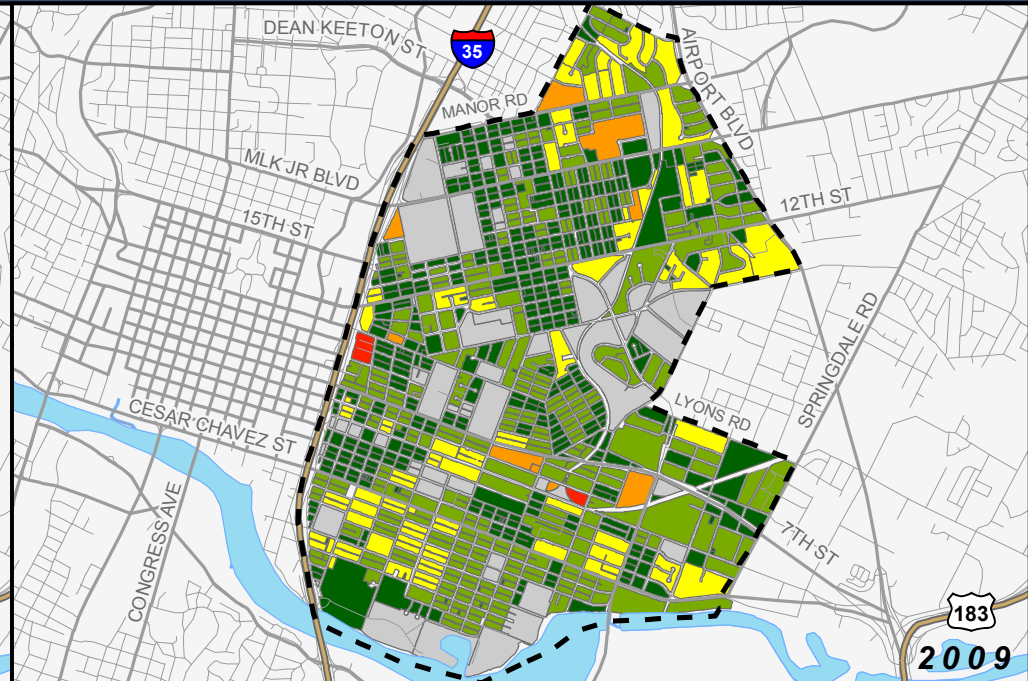 DEAN KEETON ST
35
AIRPORT BLVD
MANOR RD
MLK JR BLVD
12TH ST
15TH ST
SPRINGDALE RD
LYONS RD
CESAR CHAVEZ ST
CONGRESS AVE
7TH ST
183
2009